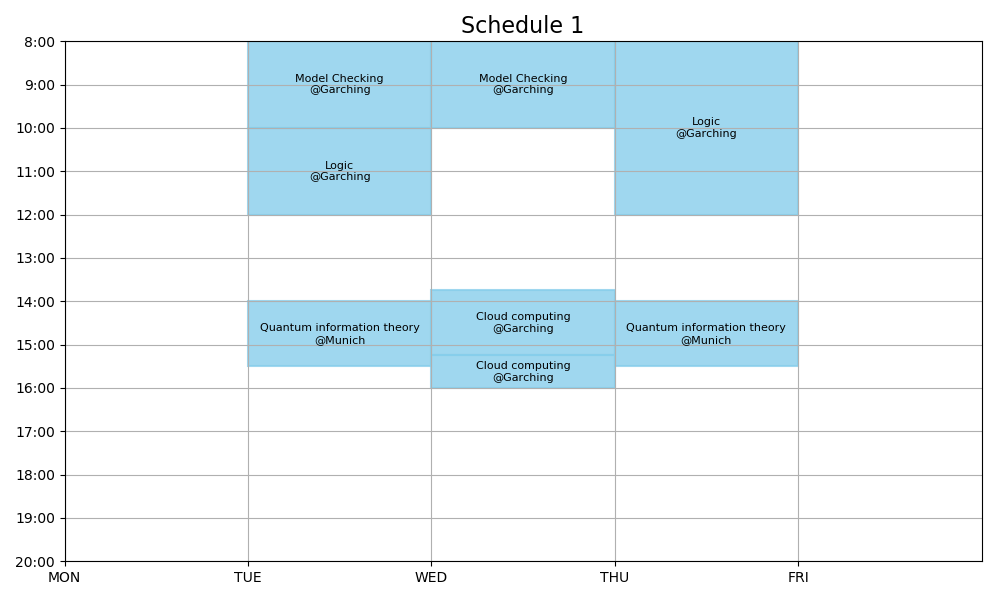 Schedule 1
8:00
9:00
10:00
11:00
12:00
13:00
14:00
15:00
16:00
17:00
18:00
19:00
20:00
Model Checking
@Garching
Logic
@Garching
Quantum information theory
@Munich
Model Checking
@Garching
Cloud computing
@Garching
Cloud computing
@Garching
Logic
@Garching
Quantum information theory
@Munich
MON
TUE
WED
THU
FRI